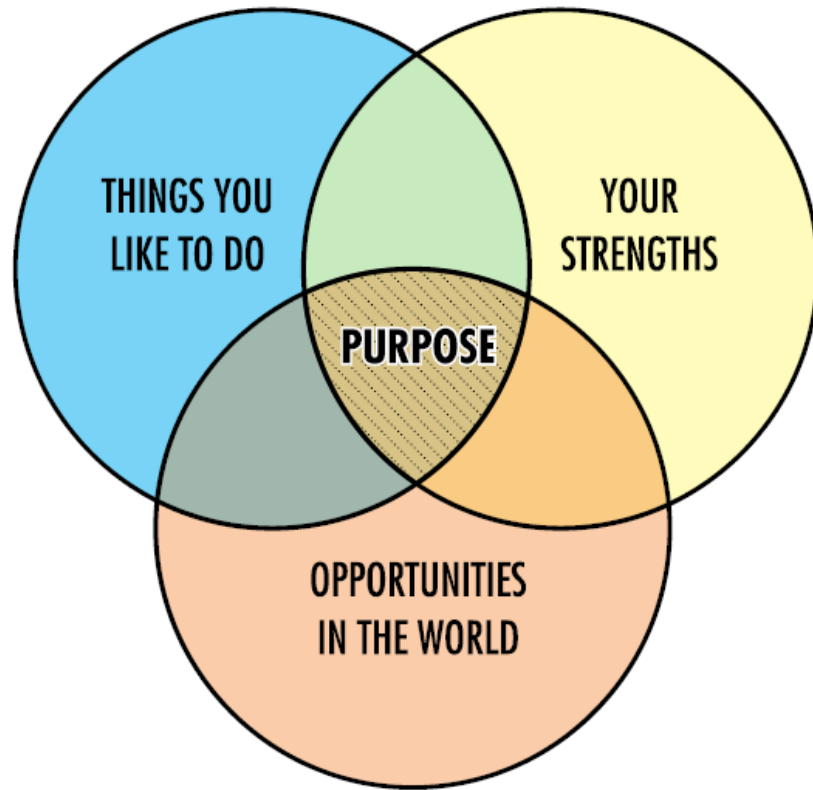 THINGS YOU
LIKE TO DO
YOUR
STRENGTHS
PURPOSE
OPPORTUNITIES
IN THE WORLD